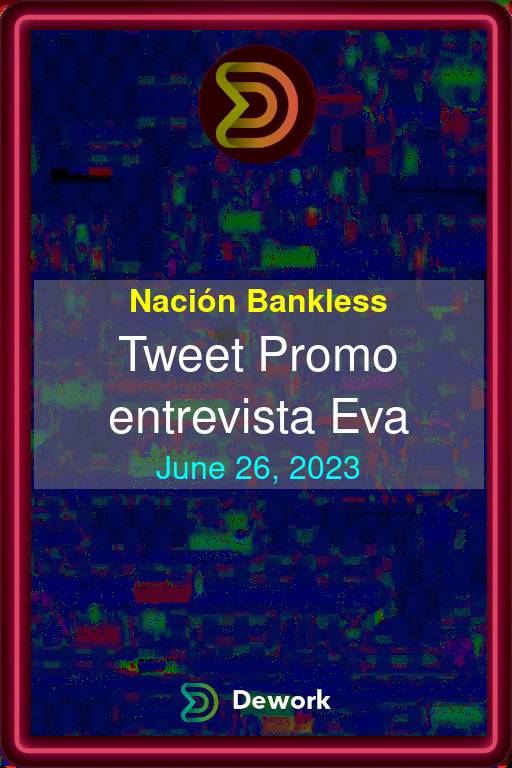 Nación Bankless
Tweet Promo
entrevista Eva
June 26, 2023
Dework